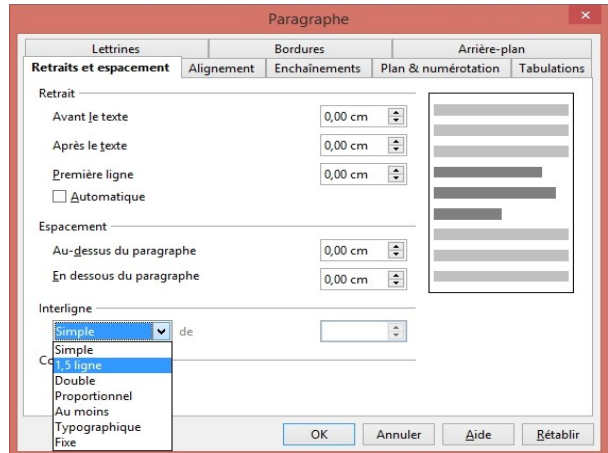 Paragraphe
Lettrines Bordures Arrière-plan
Retraits et espacement Alignement Enchaînements Plan & numérotation Tabulations
Retrait
Avant le texte 0,00 cm
Après le texte 0,00 cm
Première ligne 0,00 cm
Automatique
Espacement
Au-dessus du paragraphe 0,00 cm
En dessous du paragraphe 0,00 cm
Interligne
Simple de
Simple
1,5 ligne
Double
Proportionnel
Au moins
Typographique
Fixe
OK Annuler Aide Rétablir